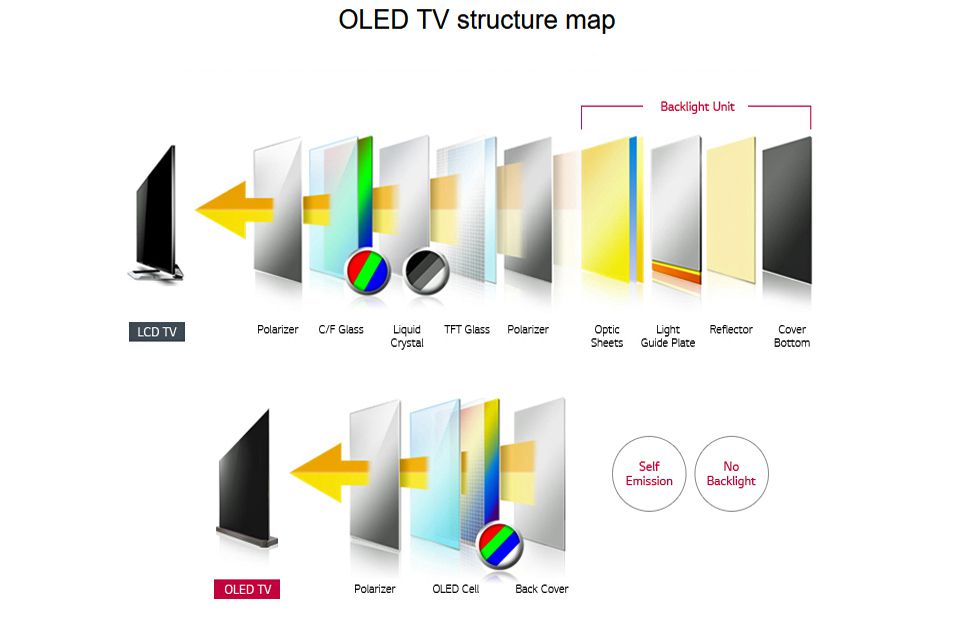 OLED TV structure map
Backlight Unit
LCD TV
Polarizer
C/F Glass
Liquid
Crystal
TFT Glass
Polarizer
Optic
Sheets
Light
Guide Plate
Reflector
Cover
Bottom
Self
Emission
No
Backlight
OLED TV
Polarizer
OLED Cell
Back Cover